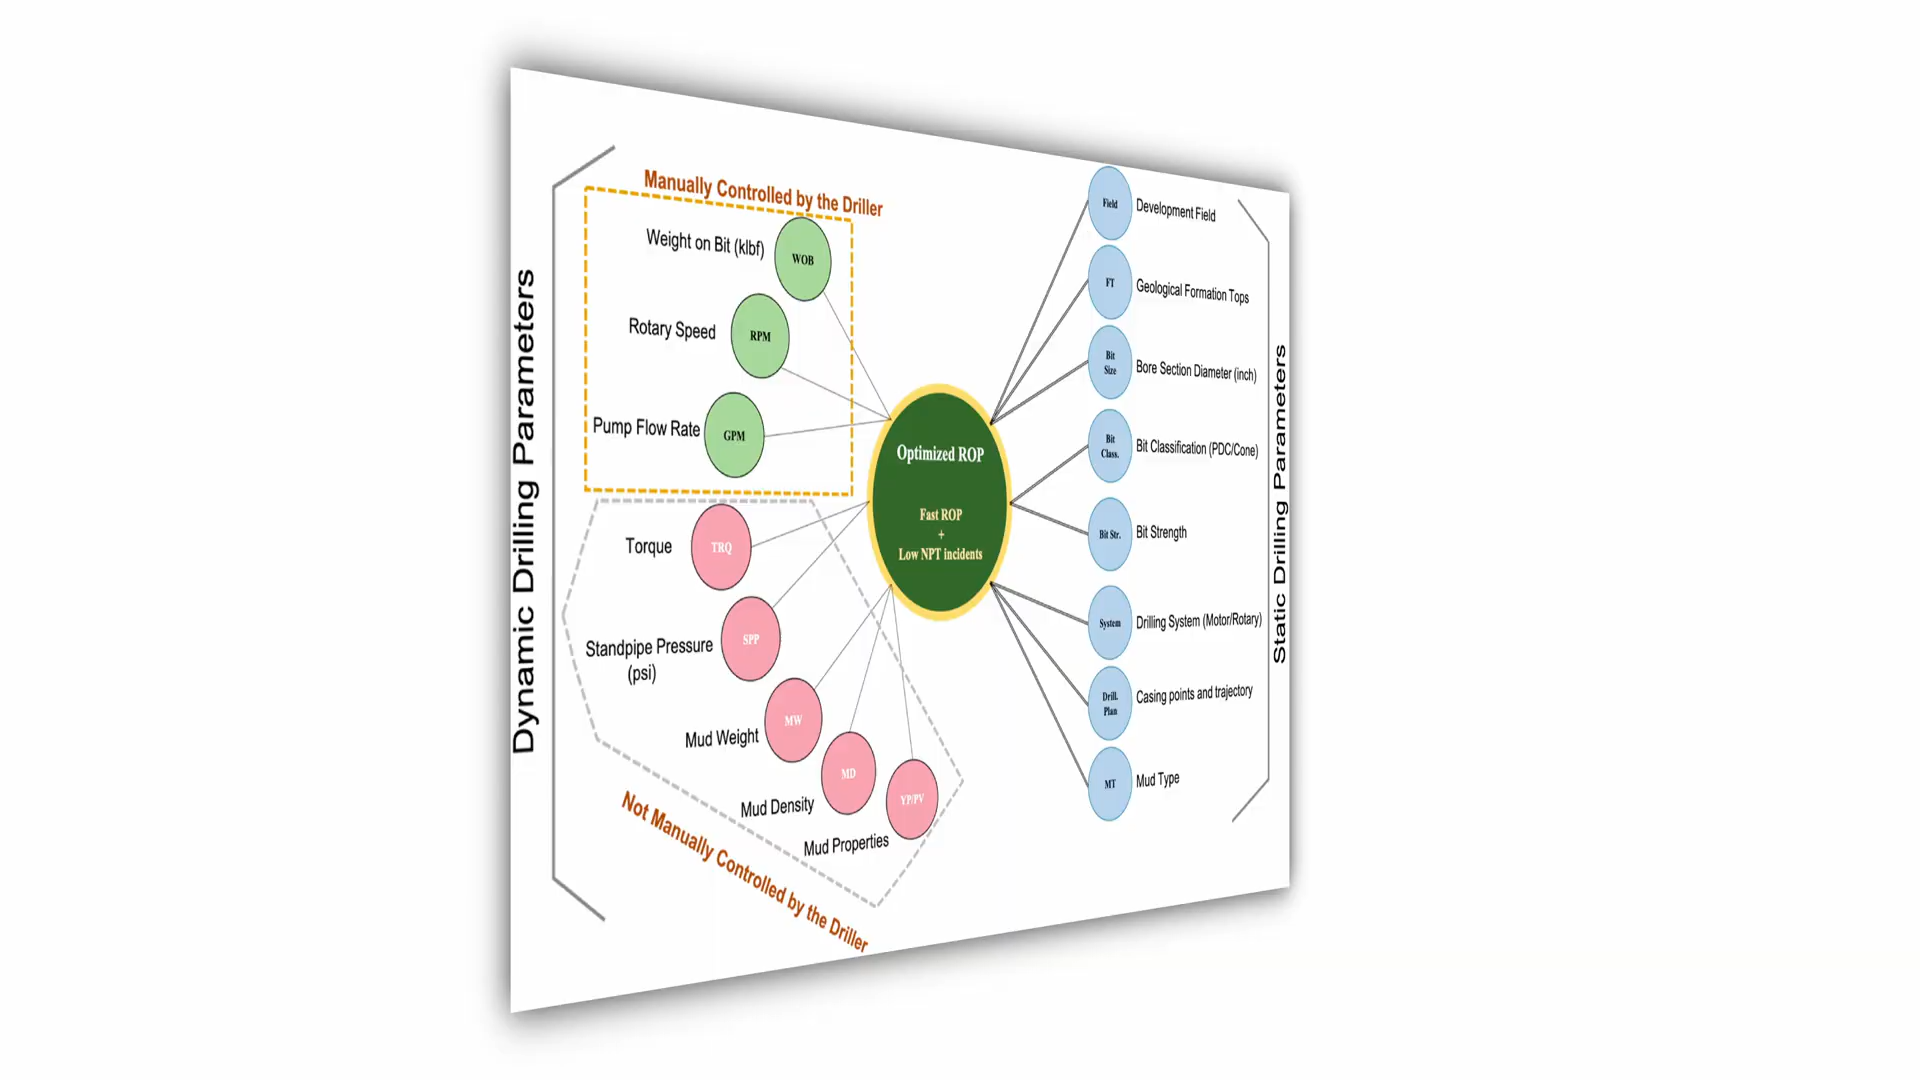 Dynamic Drilling Parameters
Manually Controlled by the Driller
Weight on Bit (klbf)
WOB
Rotary Speed
RPM
Pump Flow Rate
GPM
Torque
TRQ
Standpipe Pressure
(psi)
SPP
Mud Weight
MW
Mud Density
MD
Mud Properties
YP/PV
Not Manually Controlled by the Driller
Optimized ROP
Fast ROP
+
Low NPT incidents
Field
Development Field
FT
Geological Formation Tops
Bit
Size
Bore Section Diameter (inch)
Bit
Class.
Bit Classification (PDC/Cone)
Bit Str.
Bit Strength
System
Drilling System (Motor/Rotary)
Drill.
Plan
Casing points and trajectory
MT
Mud Type
Static Drilling Parameters